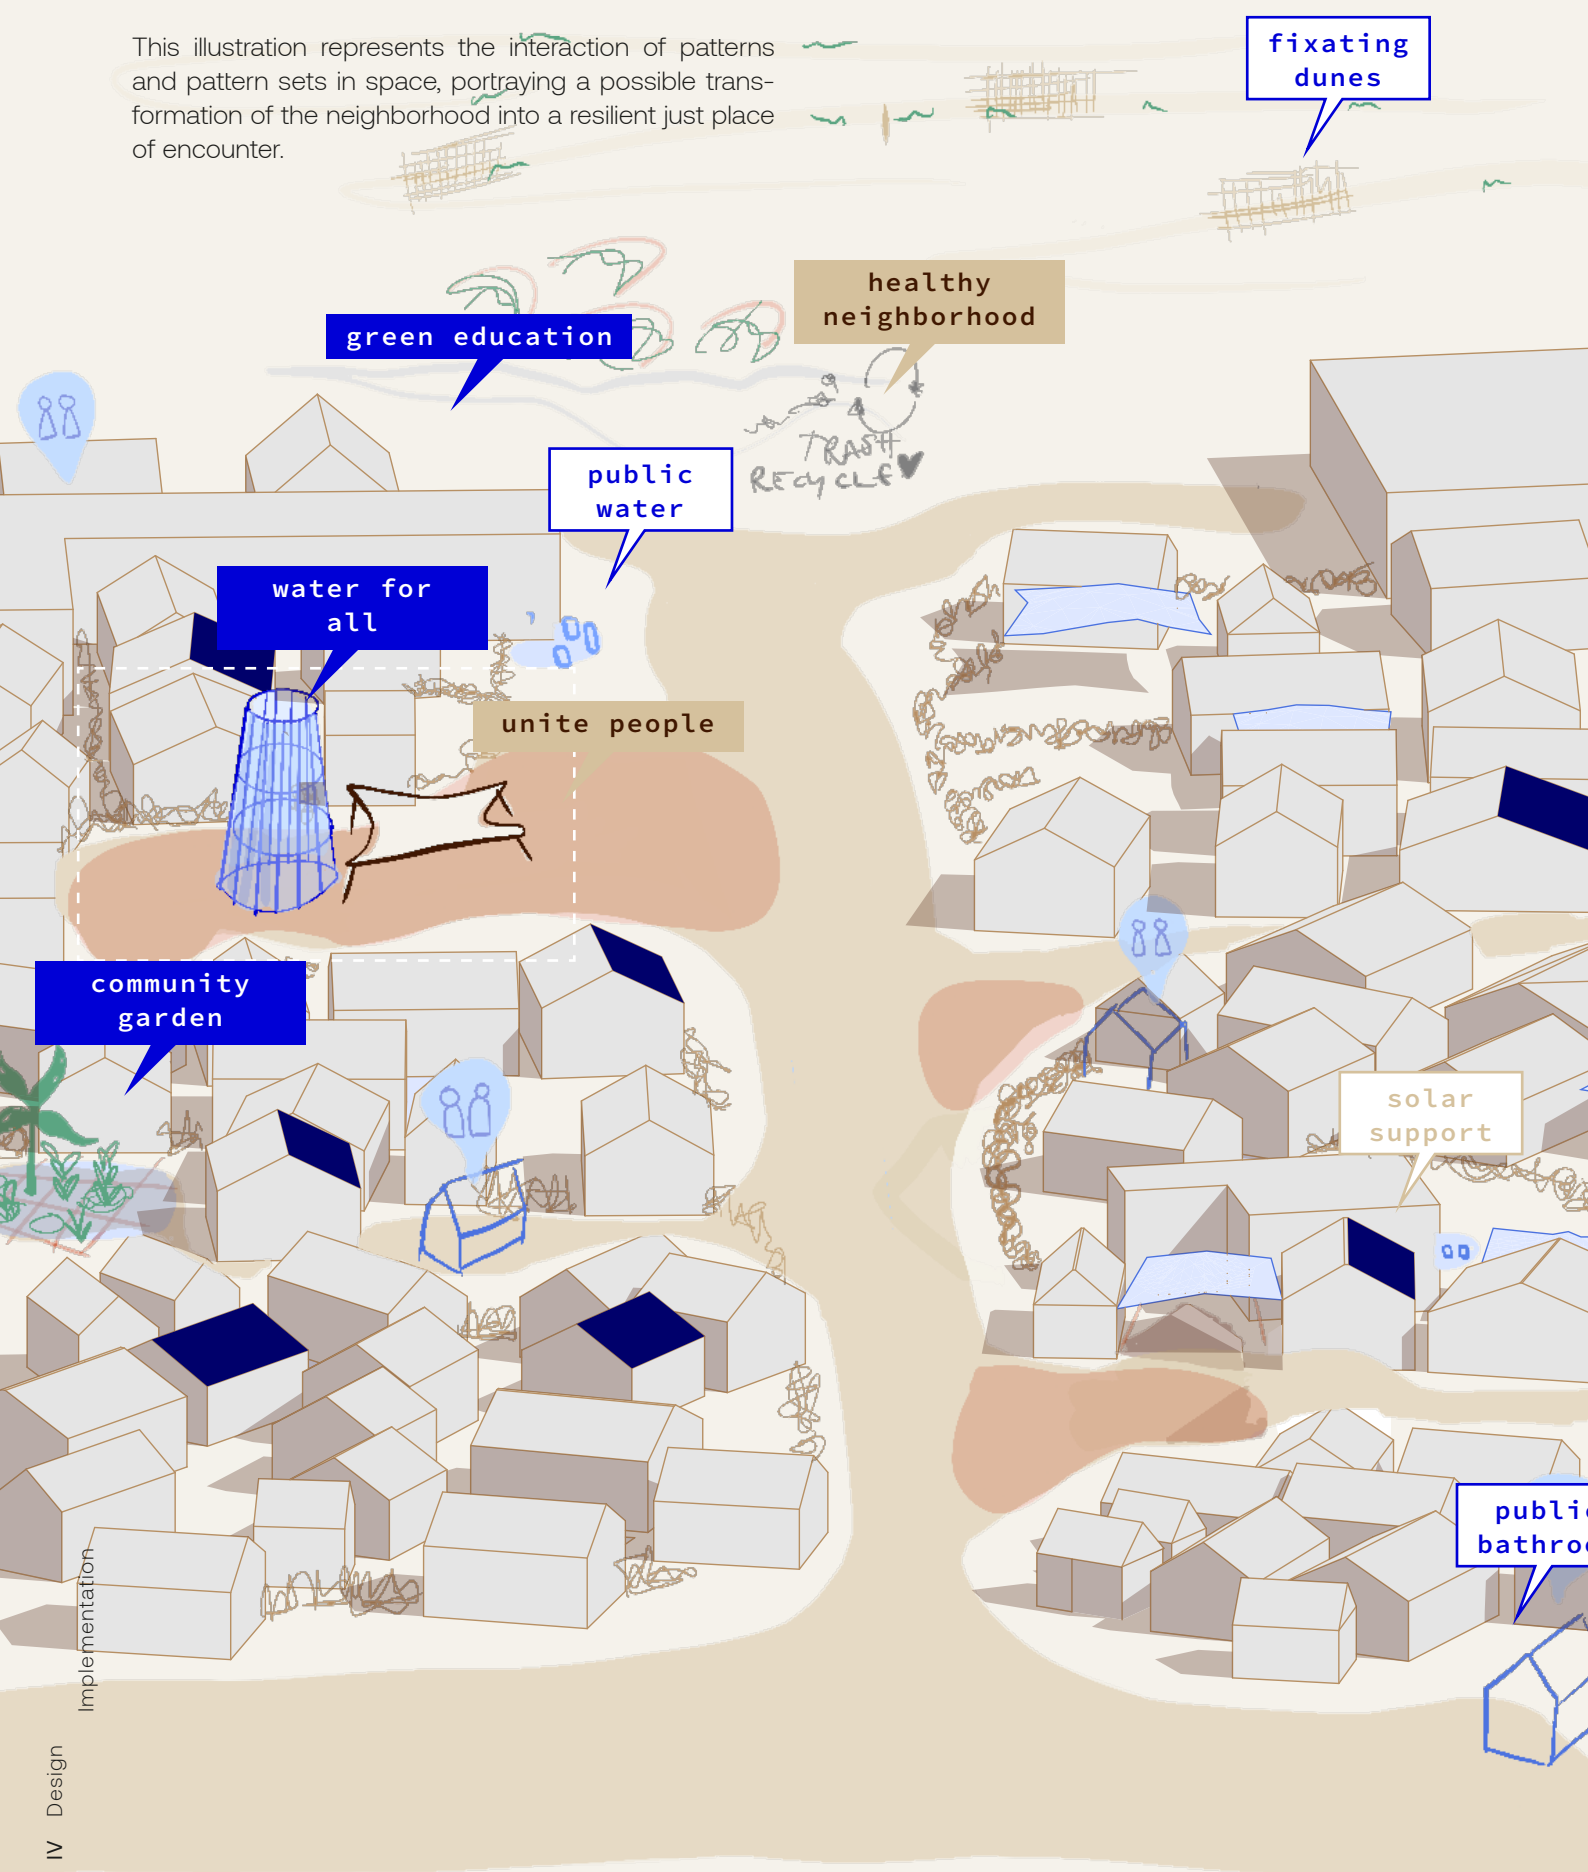 This illustration represents the interaction of patterns
and pattern sets in space, portraying a possible trans-
formation of the neighborhood into a resilient just place
of encounter.
fixating
dunes
healthy
neighborhood
green education
TRASH
RECYCLE
public
water
water for
all
unite people
community
garden
solar
support
public
Implementation
IV Design